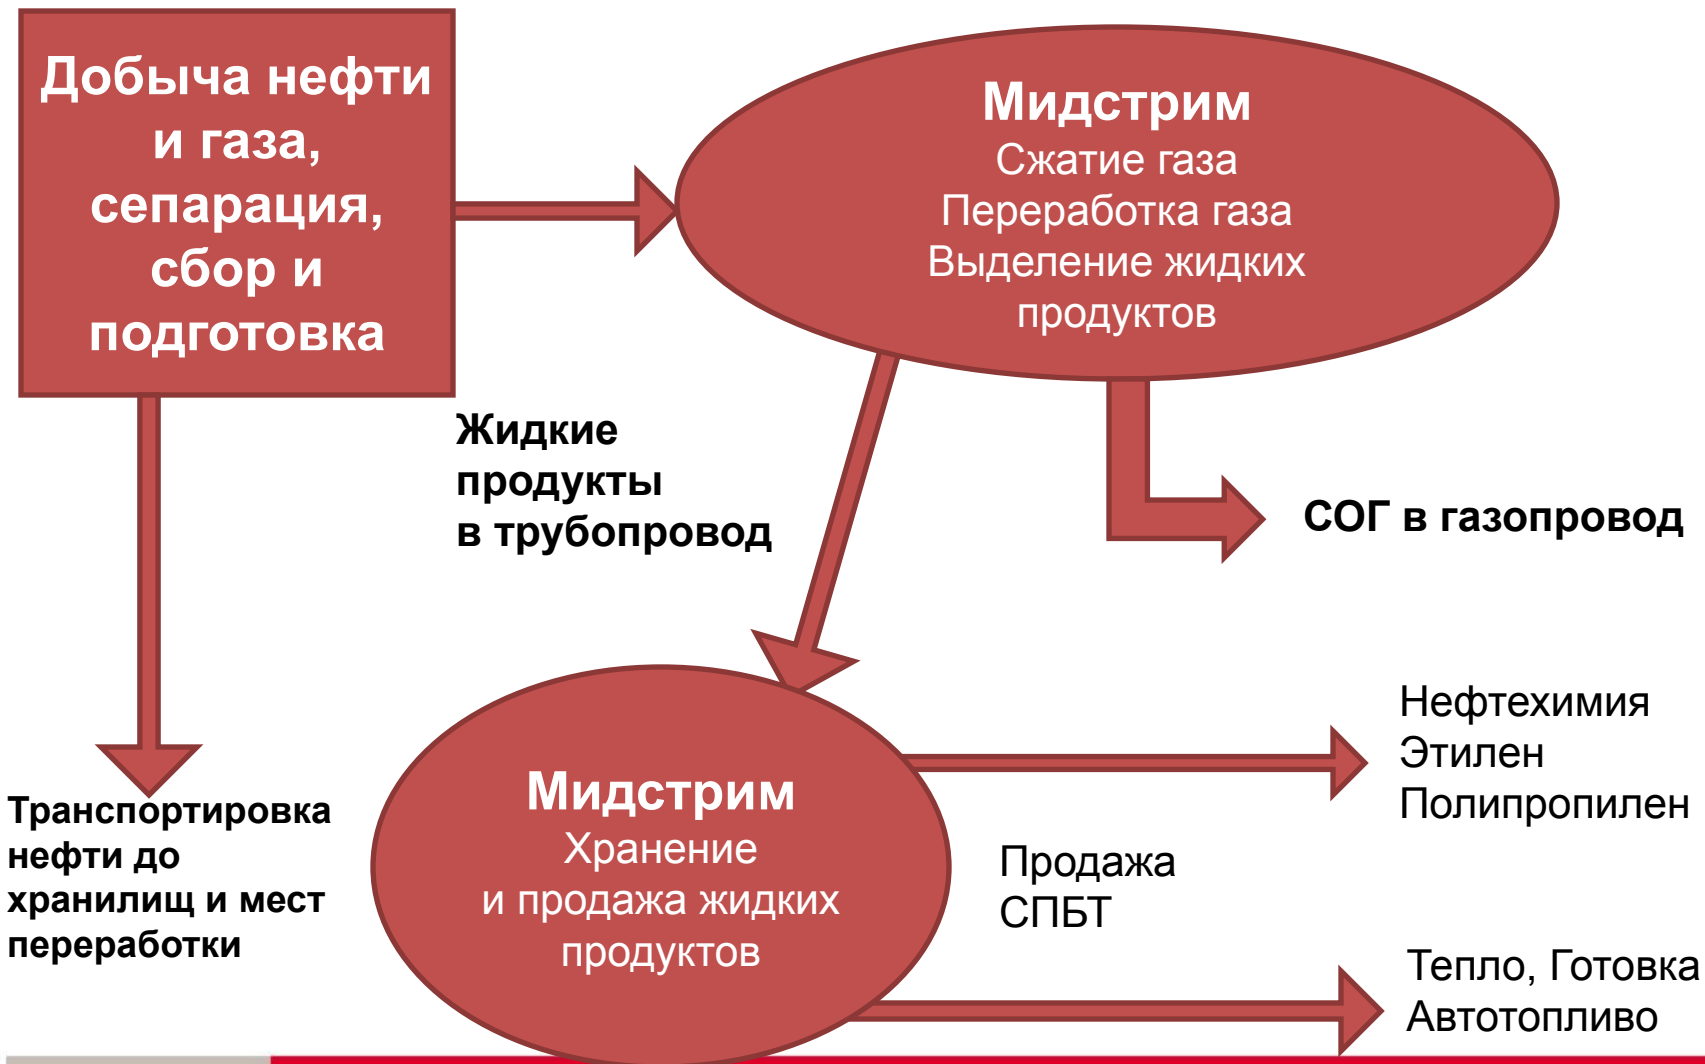 Добыча нефти
и газа,
сепарация,
сбор и
подготовка
Мидстрим
Сжатие газа
Переработка газа
Выделение жидких
продуктов
Жидкие
продукты
в трубопровод
СОГ в газопровод
Транспортировка
нефти до
хранилищ и мест
переработки
Мидстрим
Хранение
и продажа жидких
продуктов
Нефтехимия
Этилен
Полипропилен
Продажа
СПБТ
Тепло, Готовка
Автотопливо